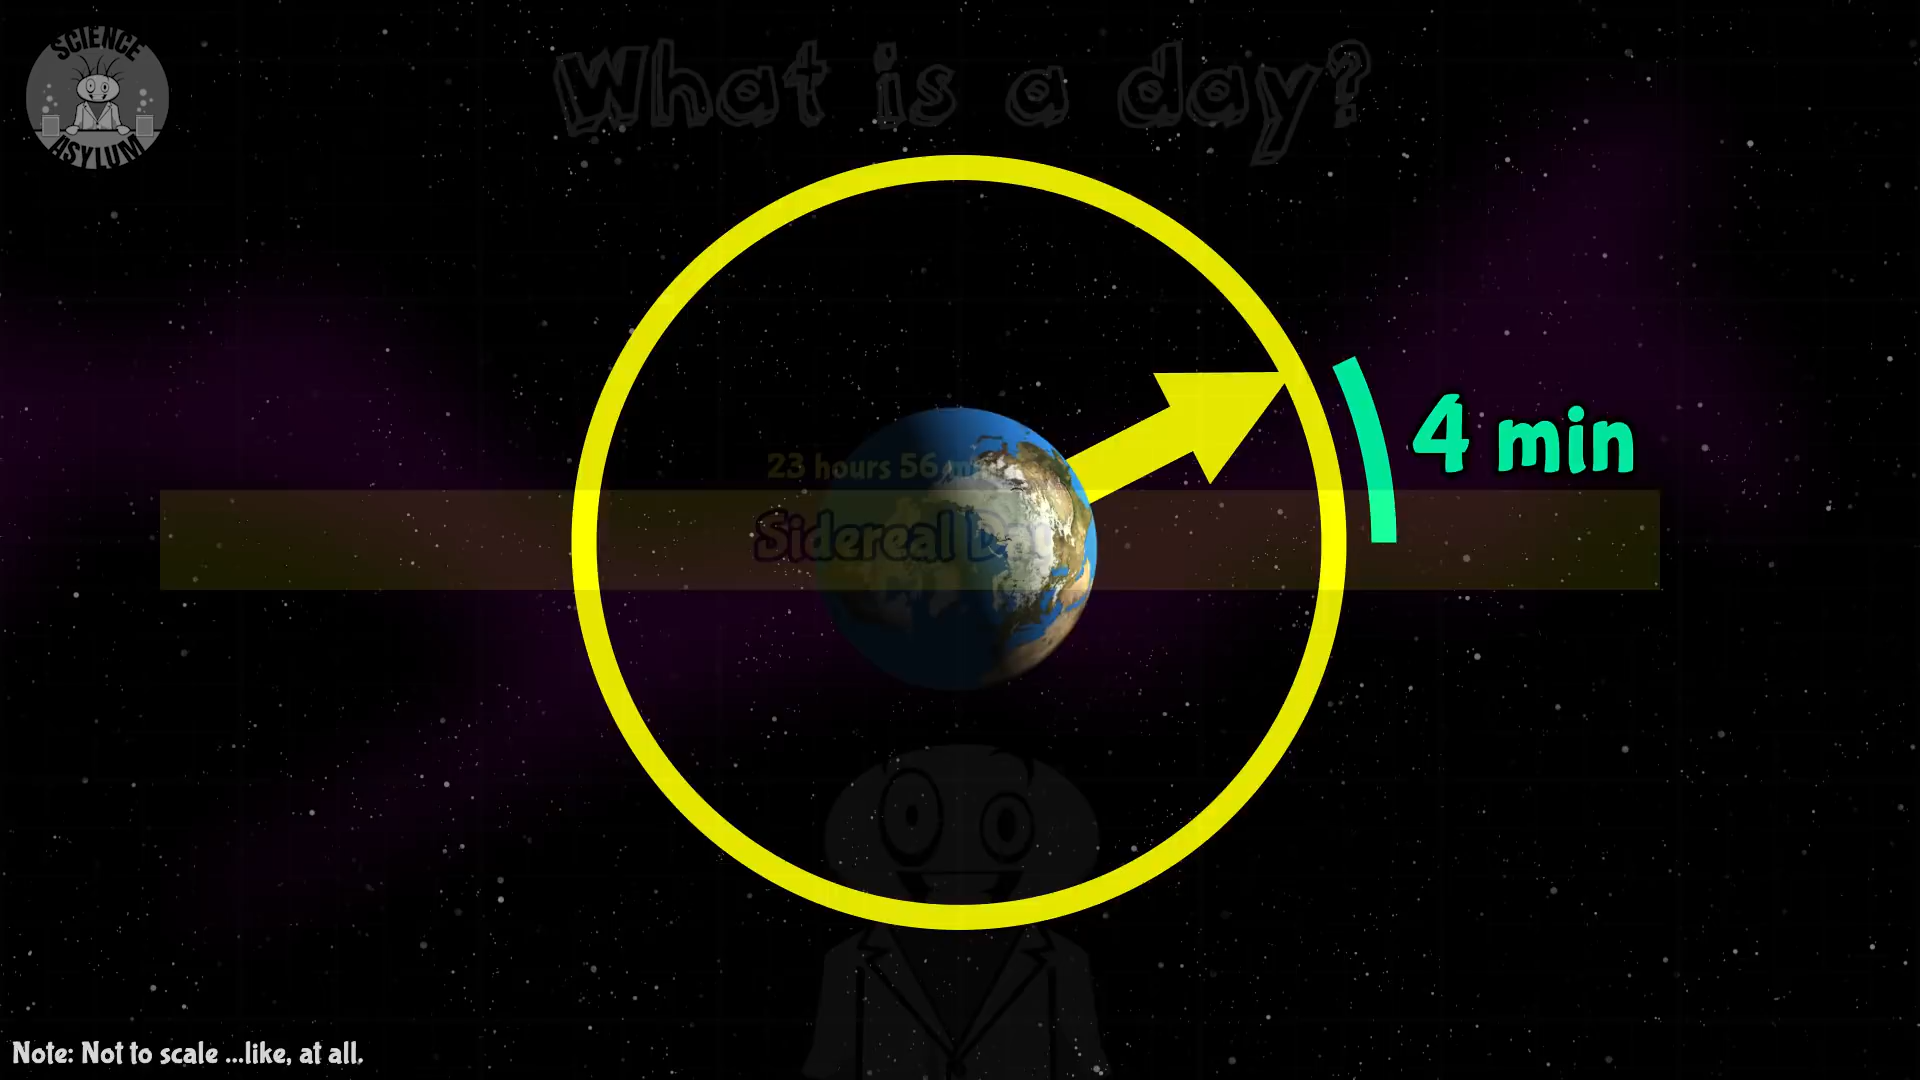 SCIENCE
ASYLUM
What is a day?
4 min
23 hours 56
Sidereal
Note: Not to scale ...like, at all.